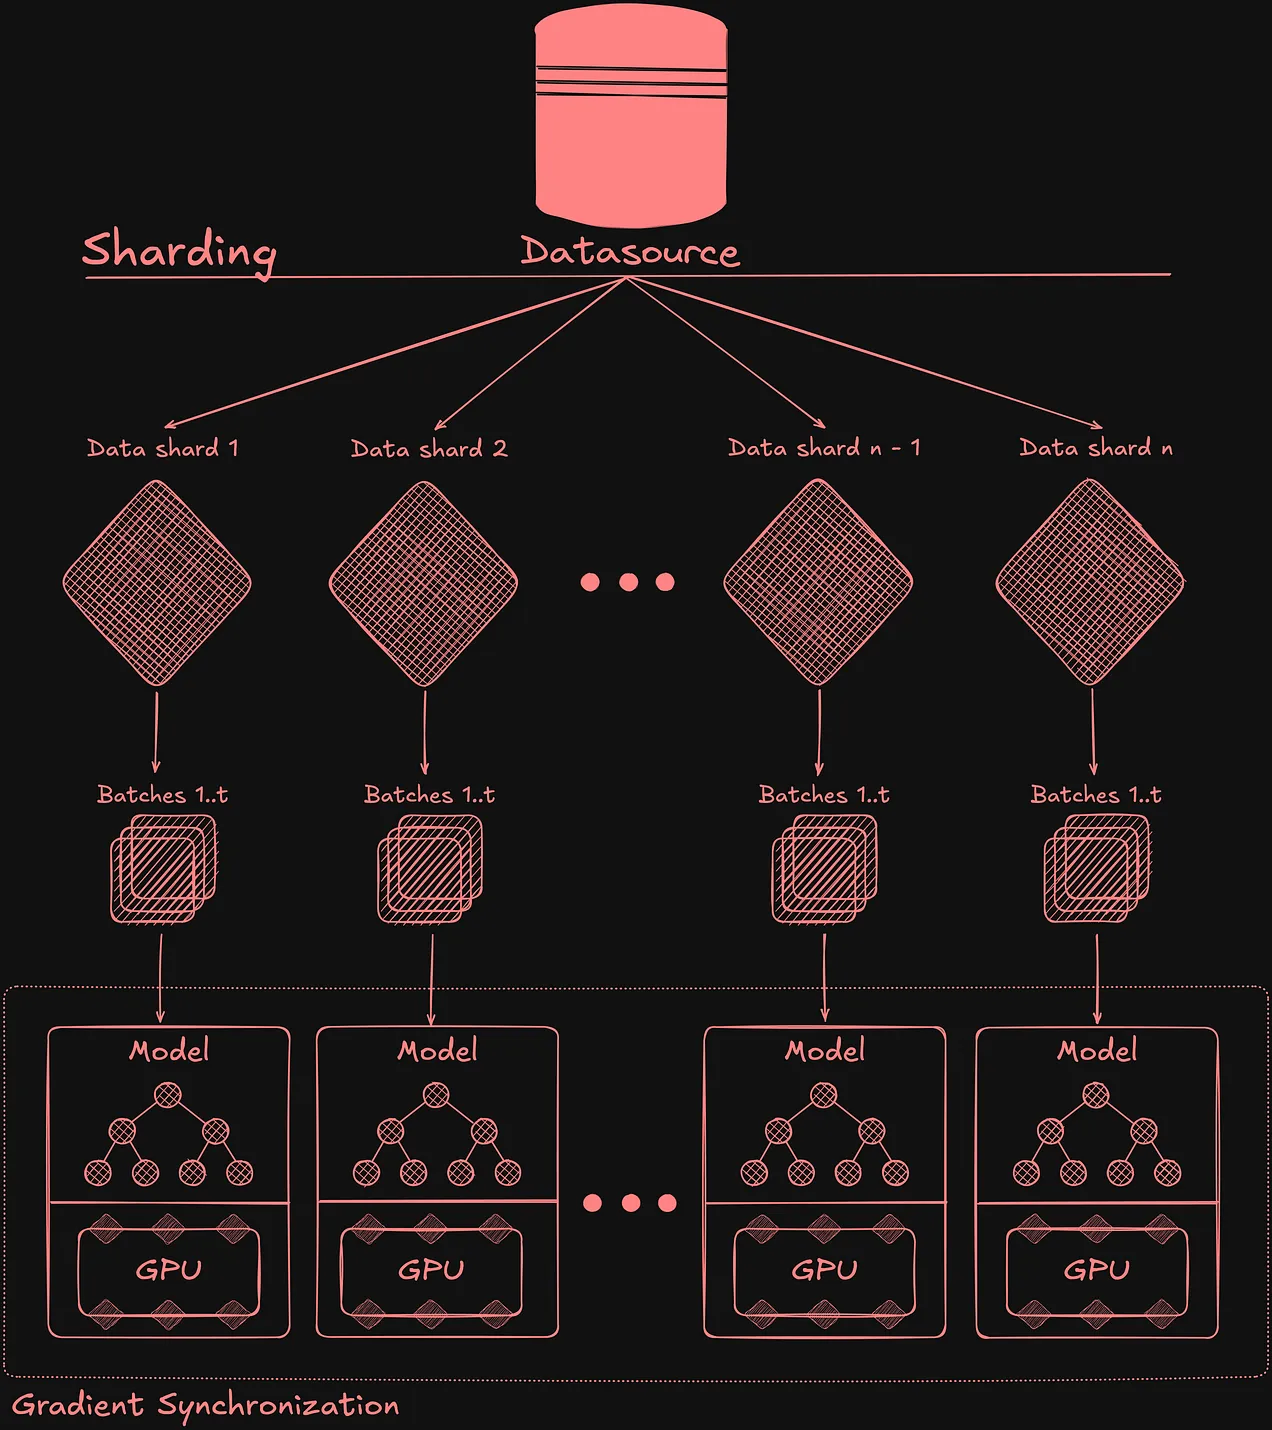 Sharding
Datasource
Data shard 1
Data shard 2
Data shard n - 1
Data shard n
Batches 1..t
Batches 1..t
Batches 1..t
Batches 1..t
Model
Model
Model
Model
GPU
GPU
GPU
GPU
Gradient Synchronization